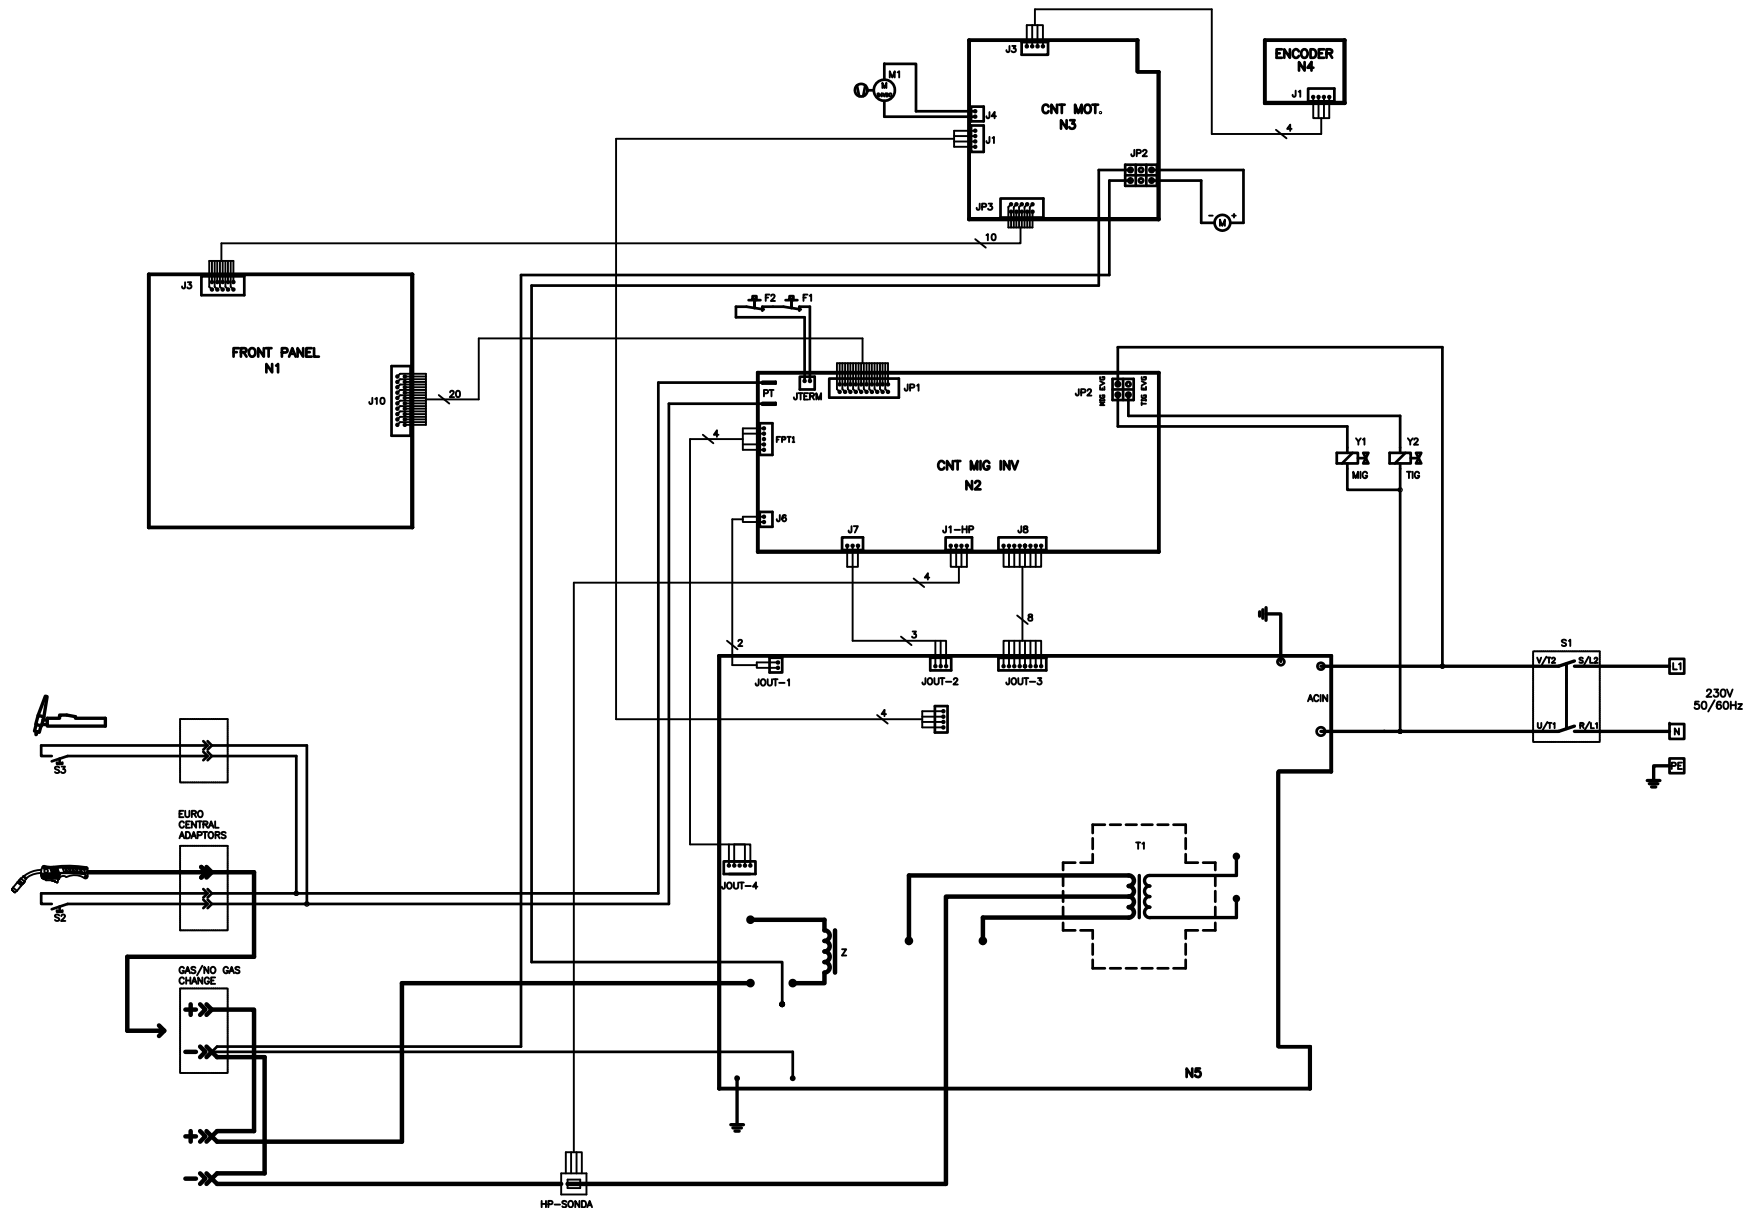 J3
M1
M
ENCODER
N4
J1
CNT MOT.
N3
J4
J1
4
JP2
JP3
- M +
10
J3
FRONT PANEL
N1
J10
20
F2 F1
PT
JTERM
JP1
JP2
MIG EVG
TIG EVG
4
FPT1
CNT MIG INV
N2
Y1
MIG
Y2
TIG
J6
J7
J1-HP
J8
4
2
3
8
JOUT-1
JOUT-2
JOUT-3
ACIN
S1
V/T2 S/L2
U/T1 R/L1
L1
230V
50/60Hz
N
PE
4
S3
EURO
CENTRAL
ADAPTORS
S2
JOUT-4
T1
Z
GAS/NO GAS
CHANGE
+
-
N5
+
-
HP-SONDA